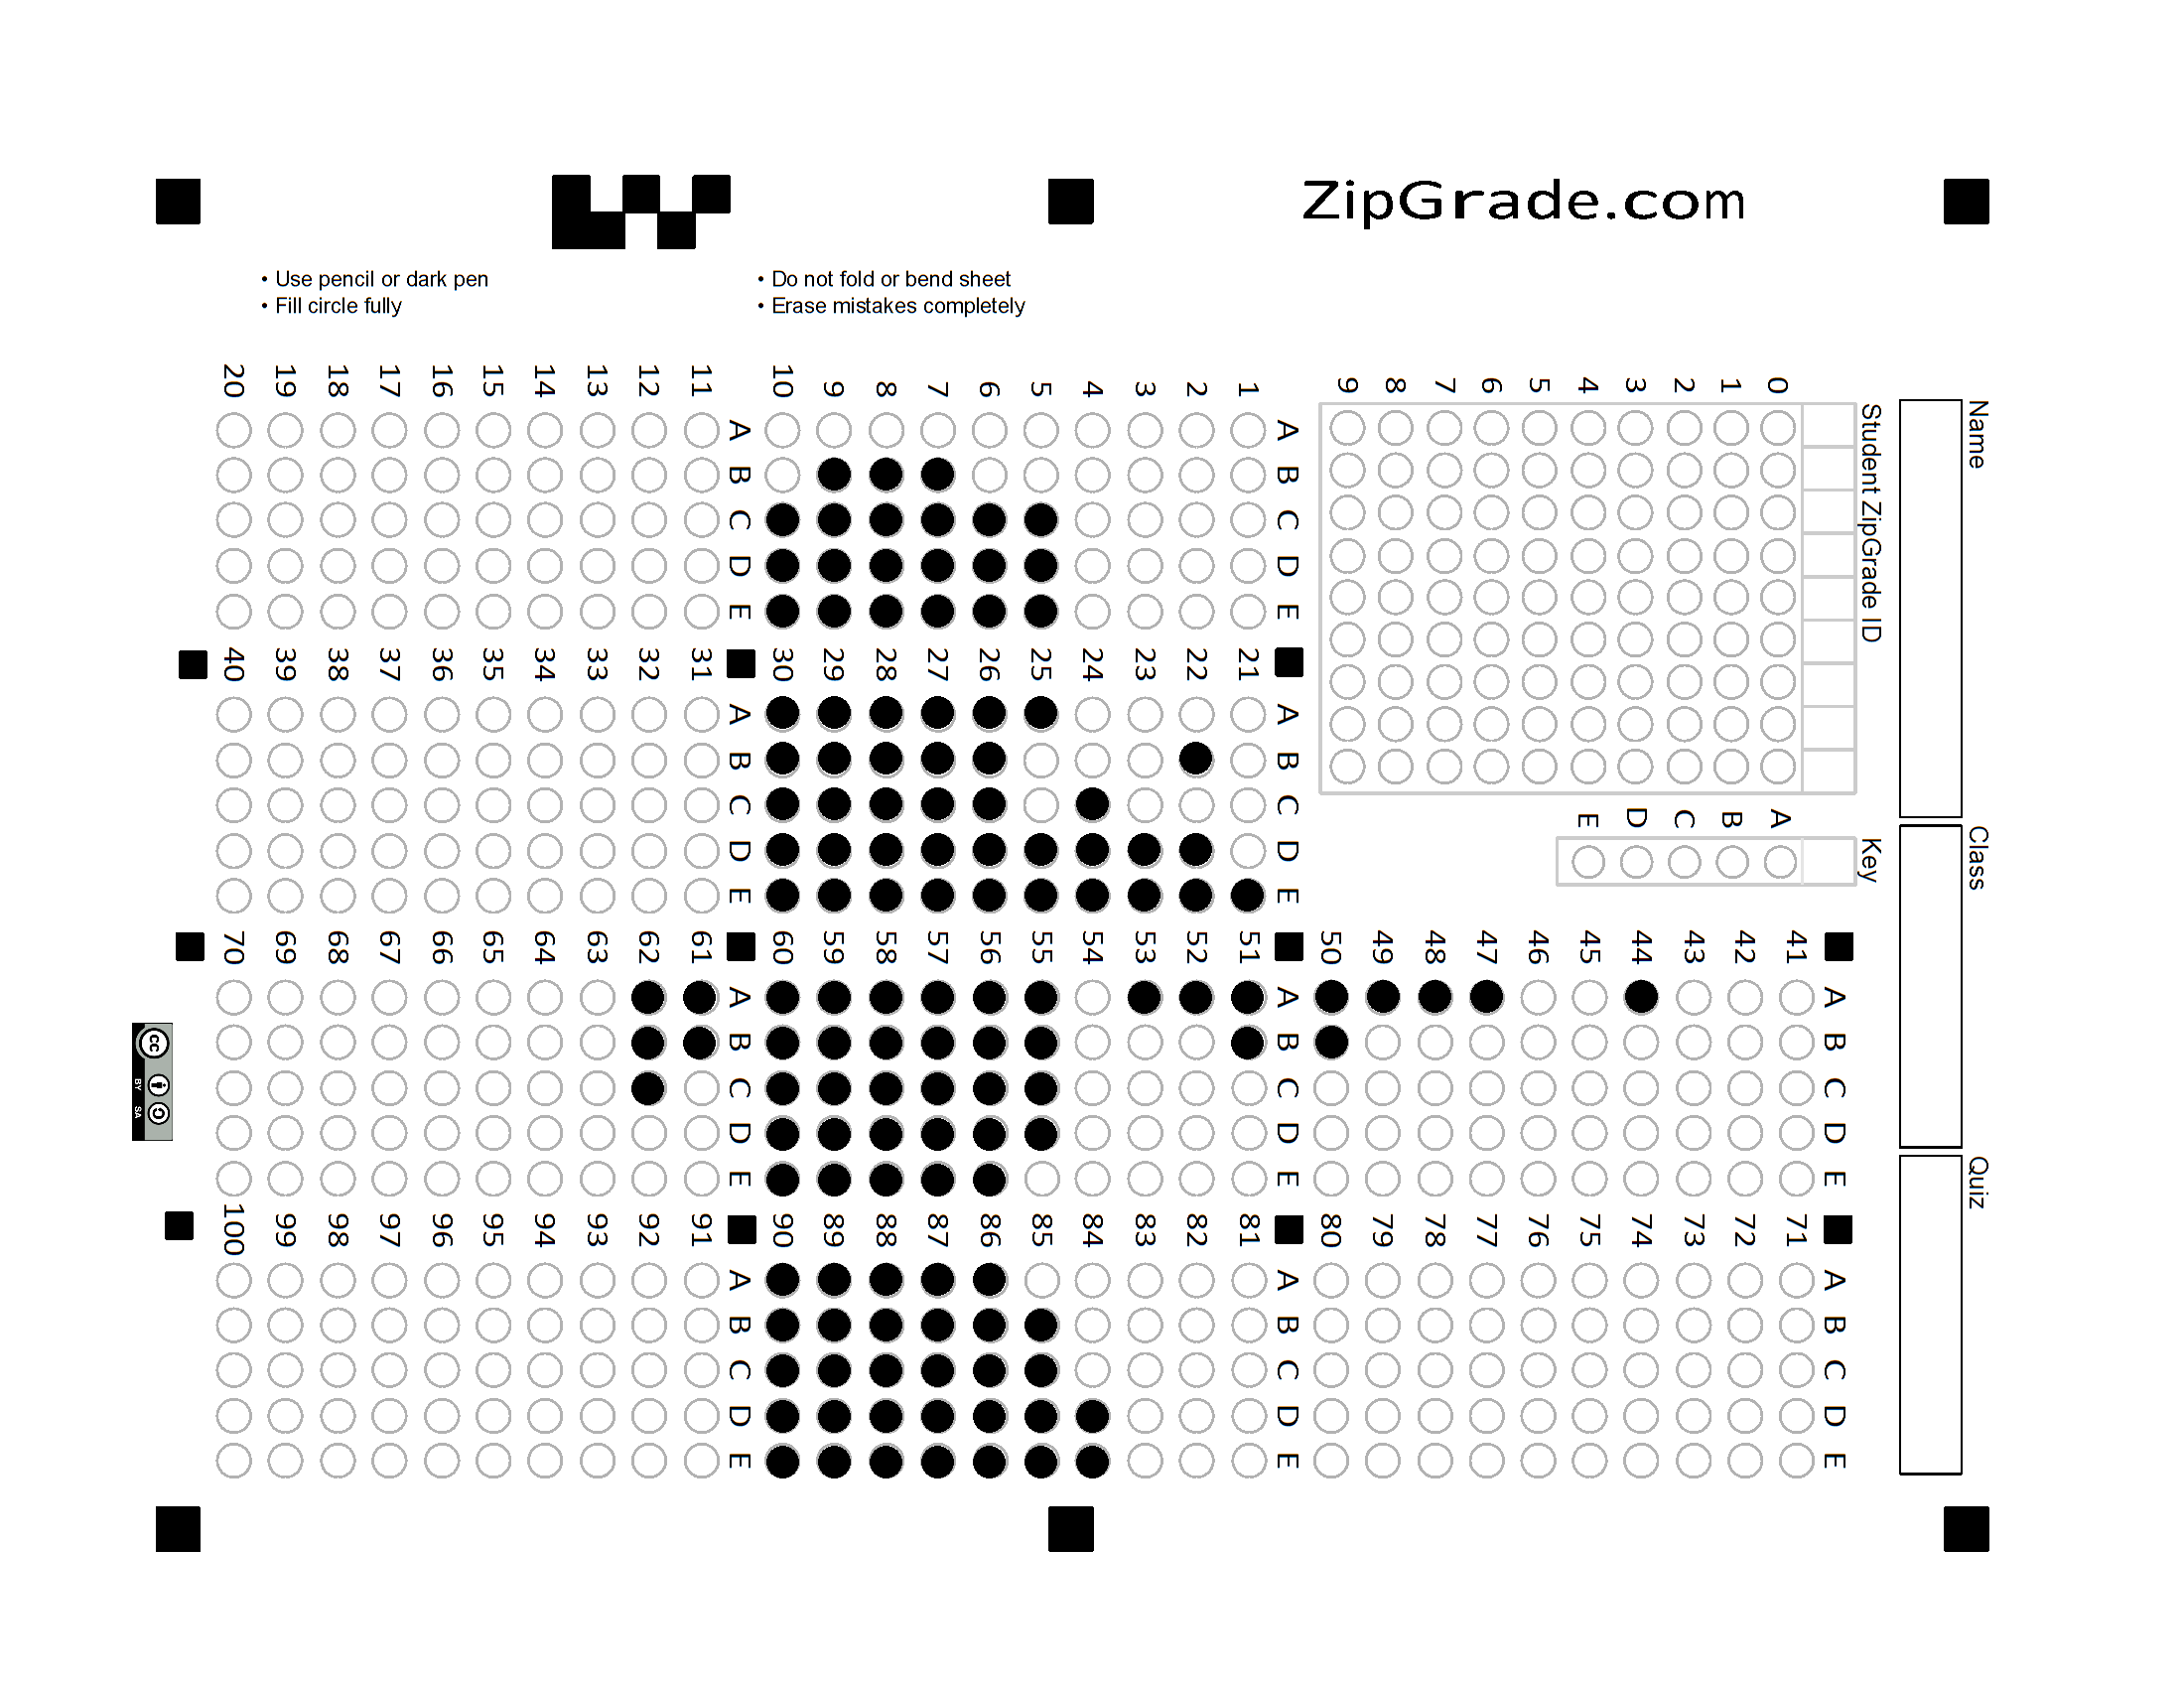 ZipGrade.com
• Use pencil or dark pen
• Fill circle fully
• Do not fold or bend sheet
• Erase mistakes completely
Name
Class
Quiz
Student ZipGrade ID
0 1 2 3 4 5 6 7 8 9
Key
A B C D E
1 2 3 4 5 6 7 8 9 10
A B C D E
11 12 13 14 15 16 17 18 19 20
A B C D E
21 22 23 24 25 26 27 28 29 30
A B C D E
31 32 33 34 35 36 37 38 39 40
A B C D E
41 42 43 44 45 46 47 48 49 50
A B C D E
51 52 53 54 55 56 57 58 59 60
A B C D E
61 62 63 64 65 66 67 68 69 70
A B C D E
71 72 73 74 75 76 77 78 79 80
A B C D E
81 82 83 84 85 86 87 88 89 90
A B C D E
91 92 93 94 95 96 97 98 99 100
A B C D E
cc BY SA